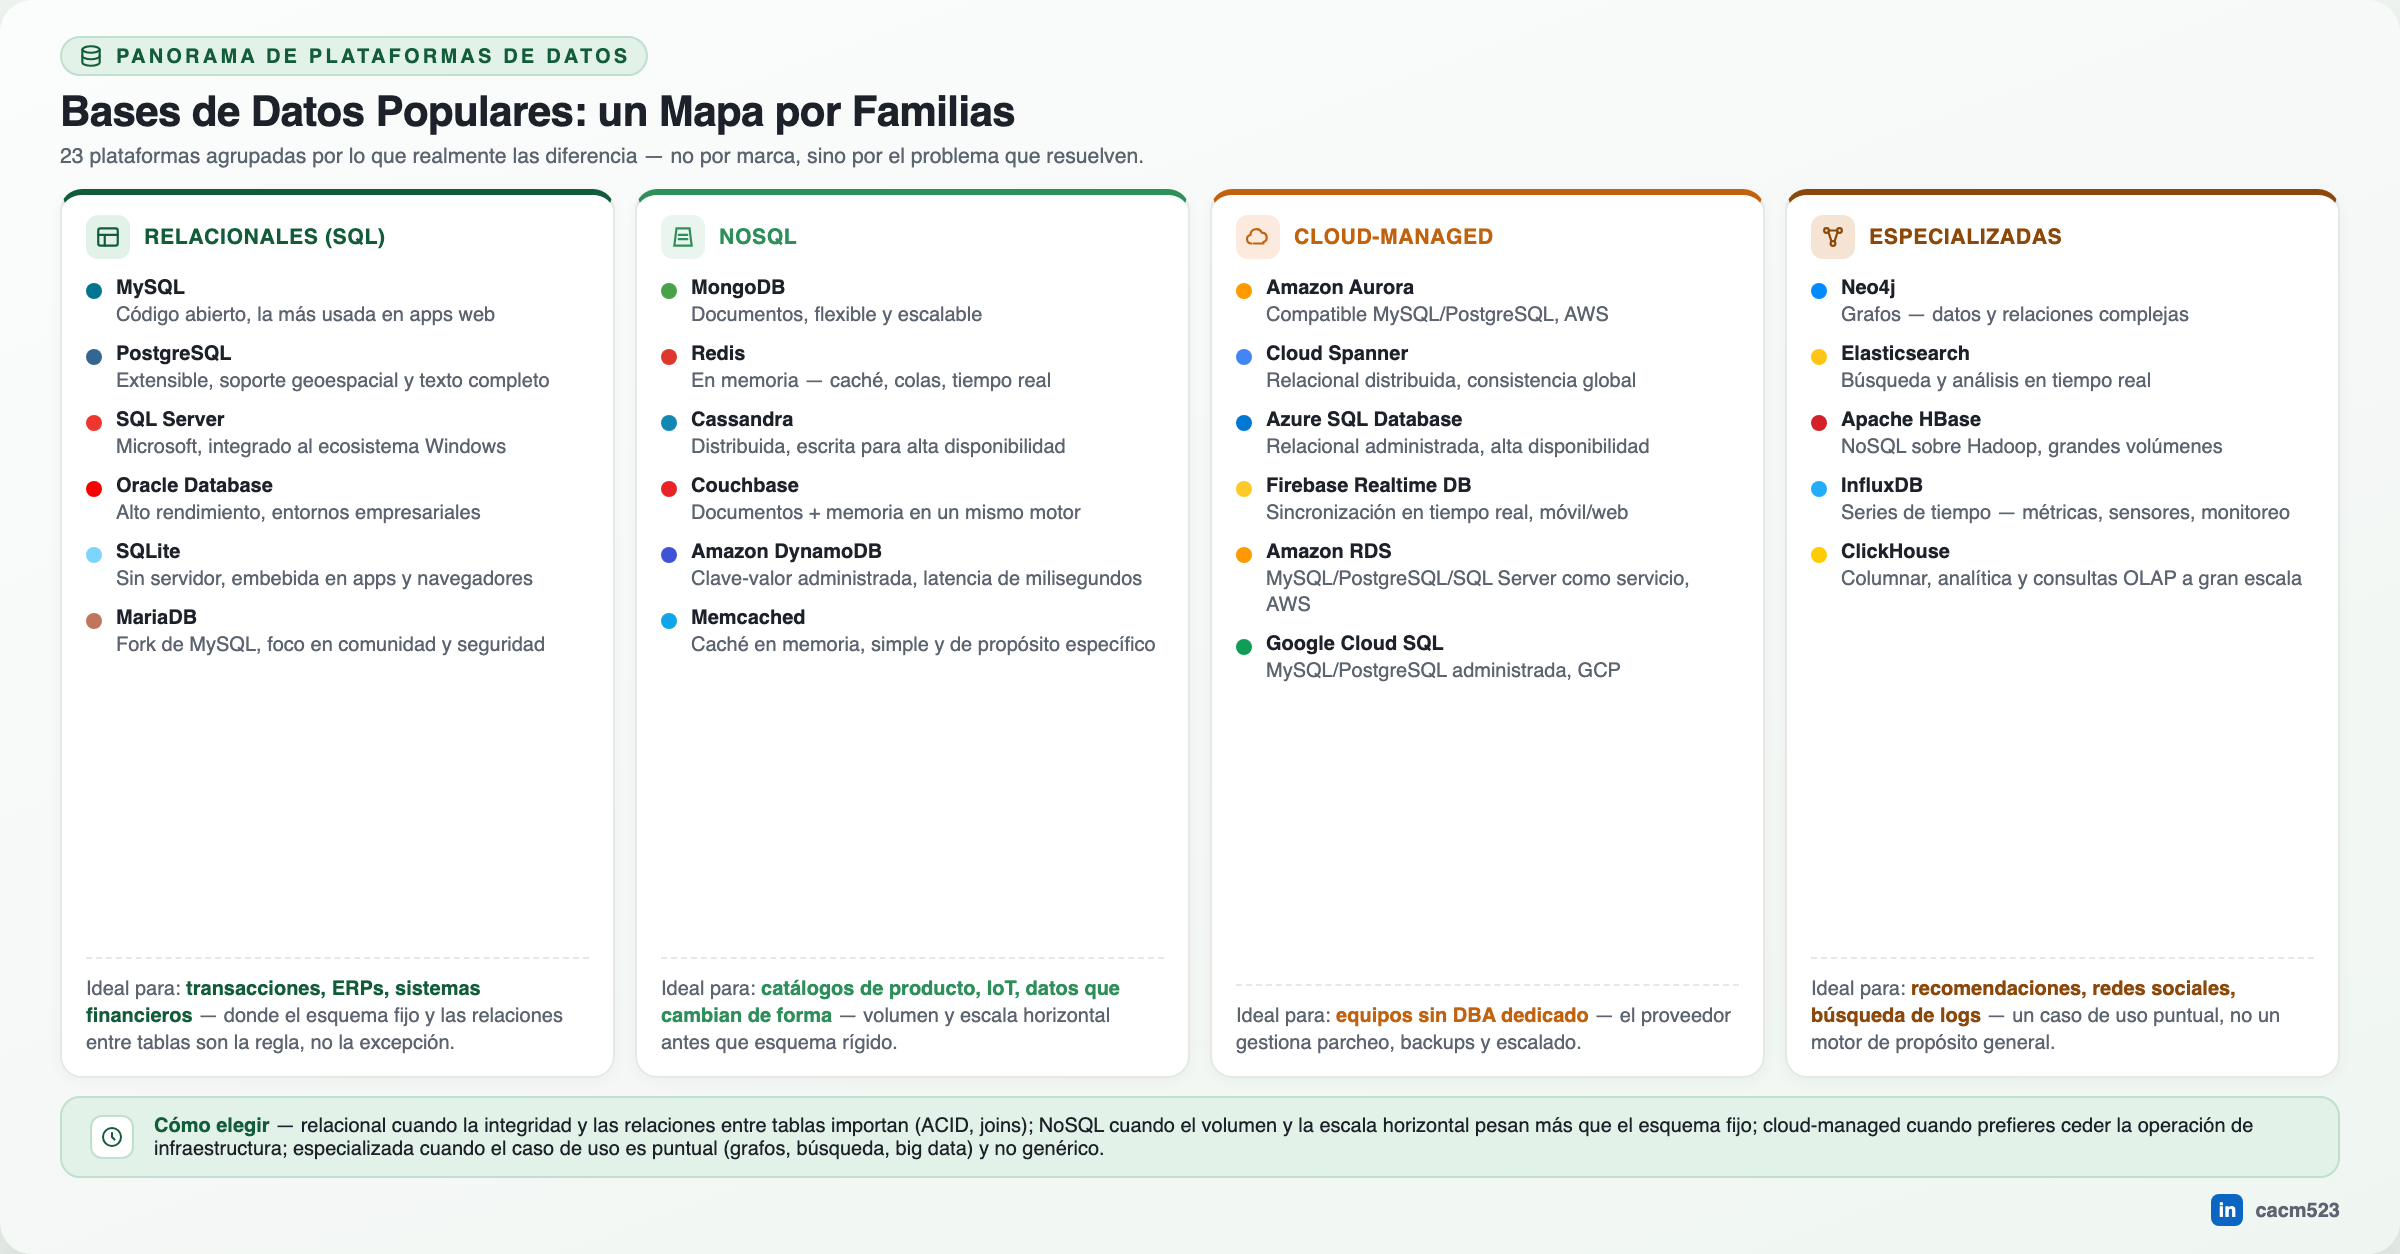 PANORAMA DE PLATAFORMAS DE DATOS
Bases de Datos Populares: un Mapa por Familias
23 plataformas agrupadas por lo que realmente las diferencia — no por marca, sino por el problema que resuelven.
RELACIONALES (SQL)
MySQL
Código abierto, la más usada en apps web
PostgreSQL
Extensible, soporte geoespacial y texto completo
SQL Server
Microsoft, integrado al ecosistema Windows
Oracle Database
Alto rendimiento, entornos empresariales
SQLite
Sin servidor, embebida en apps y navegadores
MariaDB
Fork de MySQL, foco en comunidad y seguridad
Ideal para: transacciones, ERPs, sistemas
financieros — donde el esquema fijo y las relaciones
entre tablas son la regla, no la excepción.
NOSQL
MongoDB
Documentos, flexible y escalable
Redis
En memoria — caché, colas, tiempo real
Cassandra
Distribuida, escrita para alta disponibilidad
Couchbase
Documentos + memoria en un mismo motor
Amazon DynamoDB
Clave-valor administrada, latencia de milisegundos
Memcached
Caché en memoria, simple y de propósito específico
Ideal para: catálogos de producto, IoT, datos que
cambian de forma — volumen y escala horizontal
antes que esquema rígido.
CLOUD-MANAGED
Amazon Aurora
Compatible MySQL/PostgreSQL, AWS
Cloud Spanner
Relacional distribuida, consistencia global
Azure SQL Database
Relacional administrada, alta disponibilidad
Firebase Realtime DB
Sincronización en tiempo real, móvil/web
Amazon RDS
MySQL/PostgreSQL/SQL Server como servicio,
AWS
Google Cloud SQL
MySQL/PostgreSQL administrada, GCP
Ideal para: equipos sin DBA dedicado — el proveedor
gestiona parcheo, backups y escalado.
ESPECIALIZADAS
Neo4j
Grafos — datos y relaciones complejas
Elasticsearch
Búsqueda y análisis en tiempo real
Apache HBase
NoSQL sobre Hadoop, grandes volúmenes
InfluxDB
Series de tiempo — métricas, sensores, monitoreo
ClickHouse
Columnar, analítica y consultas OLAP a gran escala
Ideal para: recomendaciones, redes sociales,
búsqueda de logs — un caso de uso puntual, no un
motor de propósito general.
Cómo elegir — relacional cuando la integridad y las relaciones entre tablas importan (ACID, joins); NoSQL cuando el volumen y la escala horizontal pesan más que el esquema fijo; cloud-managed cuando prefieres ceder la operación de
infraestructura; especializada cuando el caso de uso es puntual (grafos, búsqueda, big data) y no genérico.
in cacm523